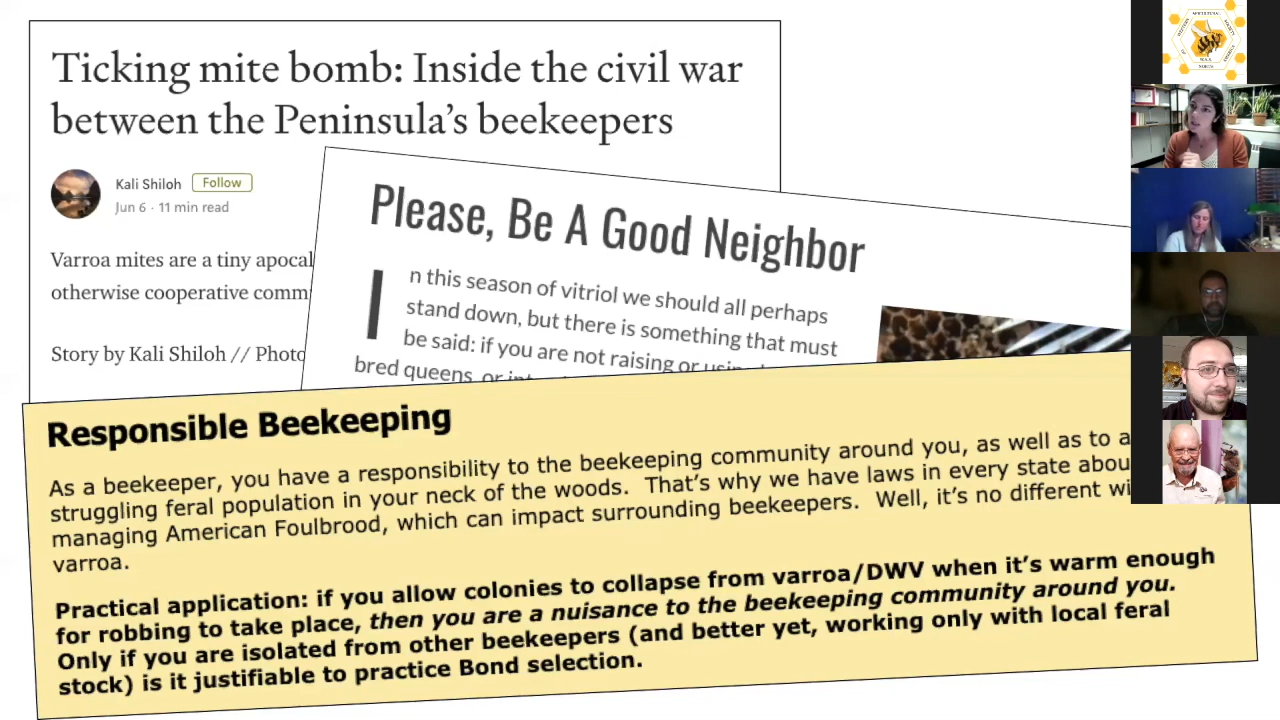 Ticking mite bomb: Inside the civil war
between the Peninsula's beekeepers
Kali Shiloh Follow
Jun 6 · 11 min read
Varroa mites are a tiny apocal
otherwise cooperative comm
Story by Kali Shiloh // Photo
Please, Be A Good Neighbor
In this season of vitriol we should all perhaps
stand down, but there is something that must
be said: if you are not raising or
bred queens, or
Responsible Beekeeping
As a beekeeper, you have a responsibility to the beekeeping community around you, as well as to a
struggling feral population in your neck of the woods. That's why we have laws in every state abou
managing American Foulbrood, which can impact surrounding beekeepers. Well, it's no different wi
varroa.
Practical application: if you allow colonies to collapse from varroa/DWV when it's warm enough
for robbing to take place, then you are a nuisance to the beekeeping community around you.
Only if you are isolated from other beekeepers (and better yet, working only with local feral
stock) is it justifiable to practice Bond selection.